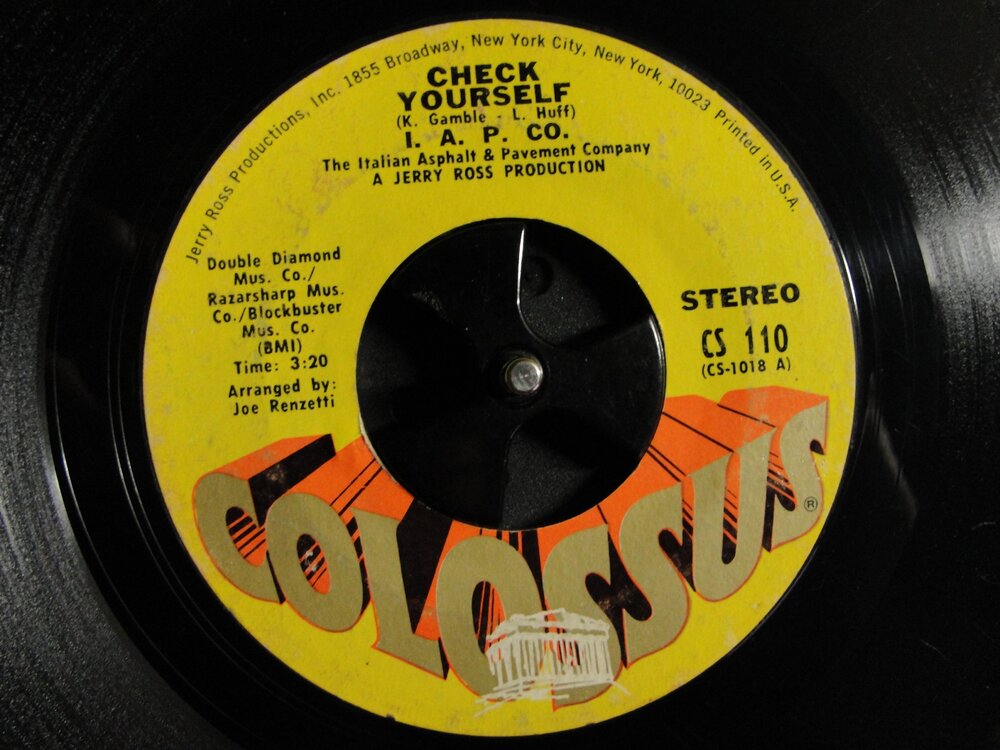 Jerry Ross Productions, Inc. 1855 Broadway, New York City, New York, 10023 Printed in U.S.A.
CHECK
YOURSELF
(K. Gamble - L. Huff)
I. A. P. CO.
The Italian Asphalt & Pavement Company
A JERRY ROSS PRODUCTION
Double Diamond
Mus. Co./
Razarsharp Mus.
Co./Blockbuster
Mus. Co.
(BMI)
Time: 3:20
Arranged by:
Joe Renzetti
STEREO
CS 110
(CS-1018 A)
COLOSSUS®